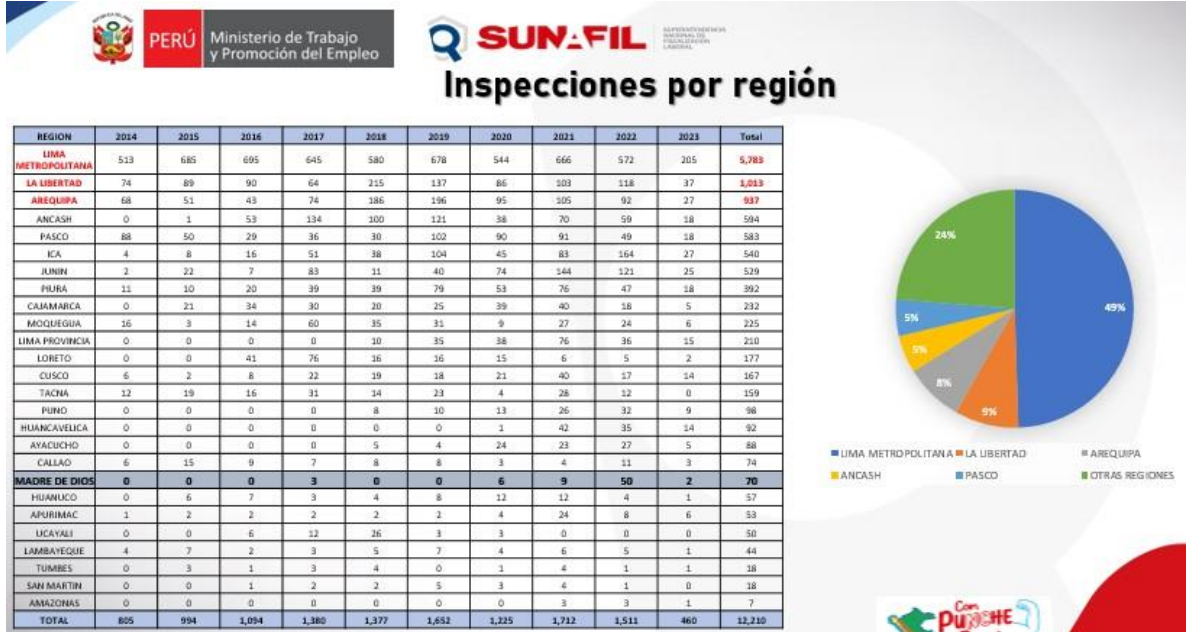 PERÚ
Ministerio de Trabajo
y Promoción del Empleo
SUNAFIL
SUPERINTENDENCIA
NACIONAL DE
FISCALIZACIÓN
LABORAL
Inspecciones por región
REGION 2014 2015 2016 2017 2018 2019 2020 2021 2022 2023 Total
LIMA METROPOLITANA 513 685 695 645 580 678 544 666 572 205 5,783
LA LIBERTAD 74 89 90 64 215 137 86 103 118 37 1,013
AREQUIPA 68 51 43 74 186 196 95 105 92 27 937
ANCASH 0 1 53 134 100 121 38 70 59 18 594
PASCO 88 50 29 36 30 102 90 91 49 18 583
ICA 4 8 16 51 38 104 45 83 164 27 540
JUNIN 2 22 7 83 11 40 74 144 121 25 529
PIURA 11 10 20 39 39 79 53 76 47 18 392
CAJAMARCA 0 21 34 30 20 25 39 40 18 5 232
MOQUEGUA 16 3 14 60 35 31 9 27 24 6 225
LIMA PROVINCIA 0 0 0 0 10 35 38 76 36 15 210
LORETO 0 0 41 76 16 16 15 6 5 2 177
CUSCO 6 2 8 22 19 18 21 40 17 14 167
TACNA 12 19 16 31 14 23 4 28 12 0 159
PUNO 0 0 0 0 8 10 13 26 32 9 98
HUANCAVELICA 0 0 0 0 0 0 1 42 35 14 92
AYACUCHO 0 0 0 0 5 4 24 23 27 5 88
CALLAO 6 15 9 7 8 8 3 4 11 3 74
MADRE DE DIOS 0 0 0 3 0 0 6 9 50 2 70
HUANUCO 0 6 7 3 4 8 12 12 4 1 57
APURIMAC 1 2 2 2 2 2 4 24 8 6 53
UCAYALI 0 0 6 12 26 3 3 0 0 0 50
LAMBAYEQUE 4 7 2 3 5 7 4 6 5 1 44
TUMBES 0 3 1 3 4 0 1 4 1 1 18
SAN MARTIN 0 0 1 2 2 5 3 4 1 0 18
AMAZONAS 0 0 0 0 0 0 0 3 3 1 7
TOTAL 805 994 1,094 1,380 1,377 1,652 1,225 1,712 1,511 460 12,210
24%
49%
5%
5%
8%
9%
LIMA METROPOLITANA LA LIBERTAD AREQUIPA
ANCASH PASCO OTRAS REGIONES
Con
PUNCHE